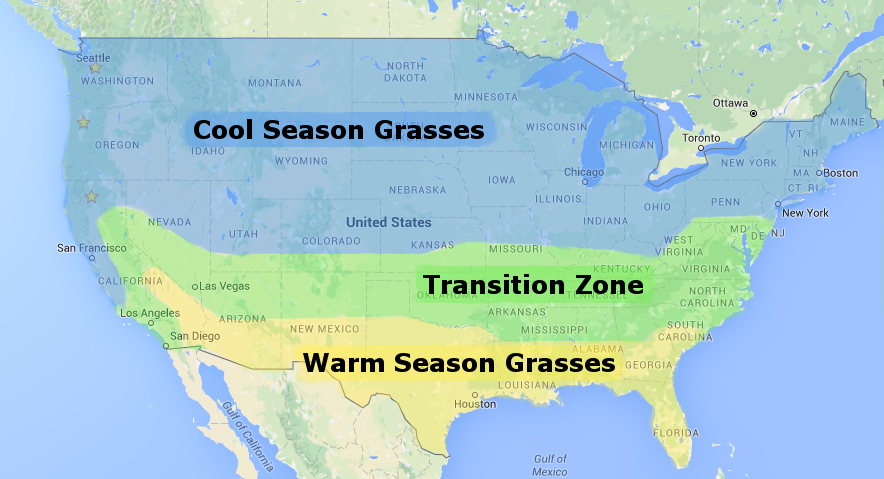 Seattle
WASHINGTON
MONTANA
NORTH
DAKOTA
MINNESOTA
Ottawa
MAINE
Cool Season Grasses
OREGON
IDAHO
WYOMING
WISCONSIN
MICHIGAN
Toronto
VT
NH
NEW YORK
Chicago
MA
Boston
CT RI
NEBRASKA
IOWA
ILLINOIS
INDIANA
OHIO
PENN
New York
NEVADA
UTAH
COLORADO
United States
KANSAS
MISSOURI
WEST
VIRGINIA
MD
DE
NJ
San Francisco
CALIFORNIA
Las Vegas
Transition Zone
KENTUCKY
VIRGINIA
OKLAHOMA
TENNESSEE
NORTH
CAROLINA
Los Angeles
ARIZONA
NEW MEXICO
ARKANSAS
MISSISSIPPI
SOUTH
CAROLINA
San Diego
Warm Season Grasses
ALABAMA
GEORGIA
LOUISIANA
Houston
FLORIDA
Gulf of California
Gulf of
Mexico